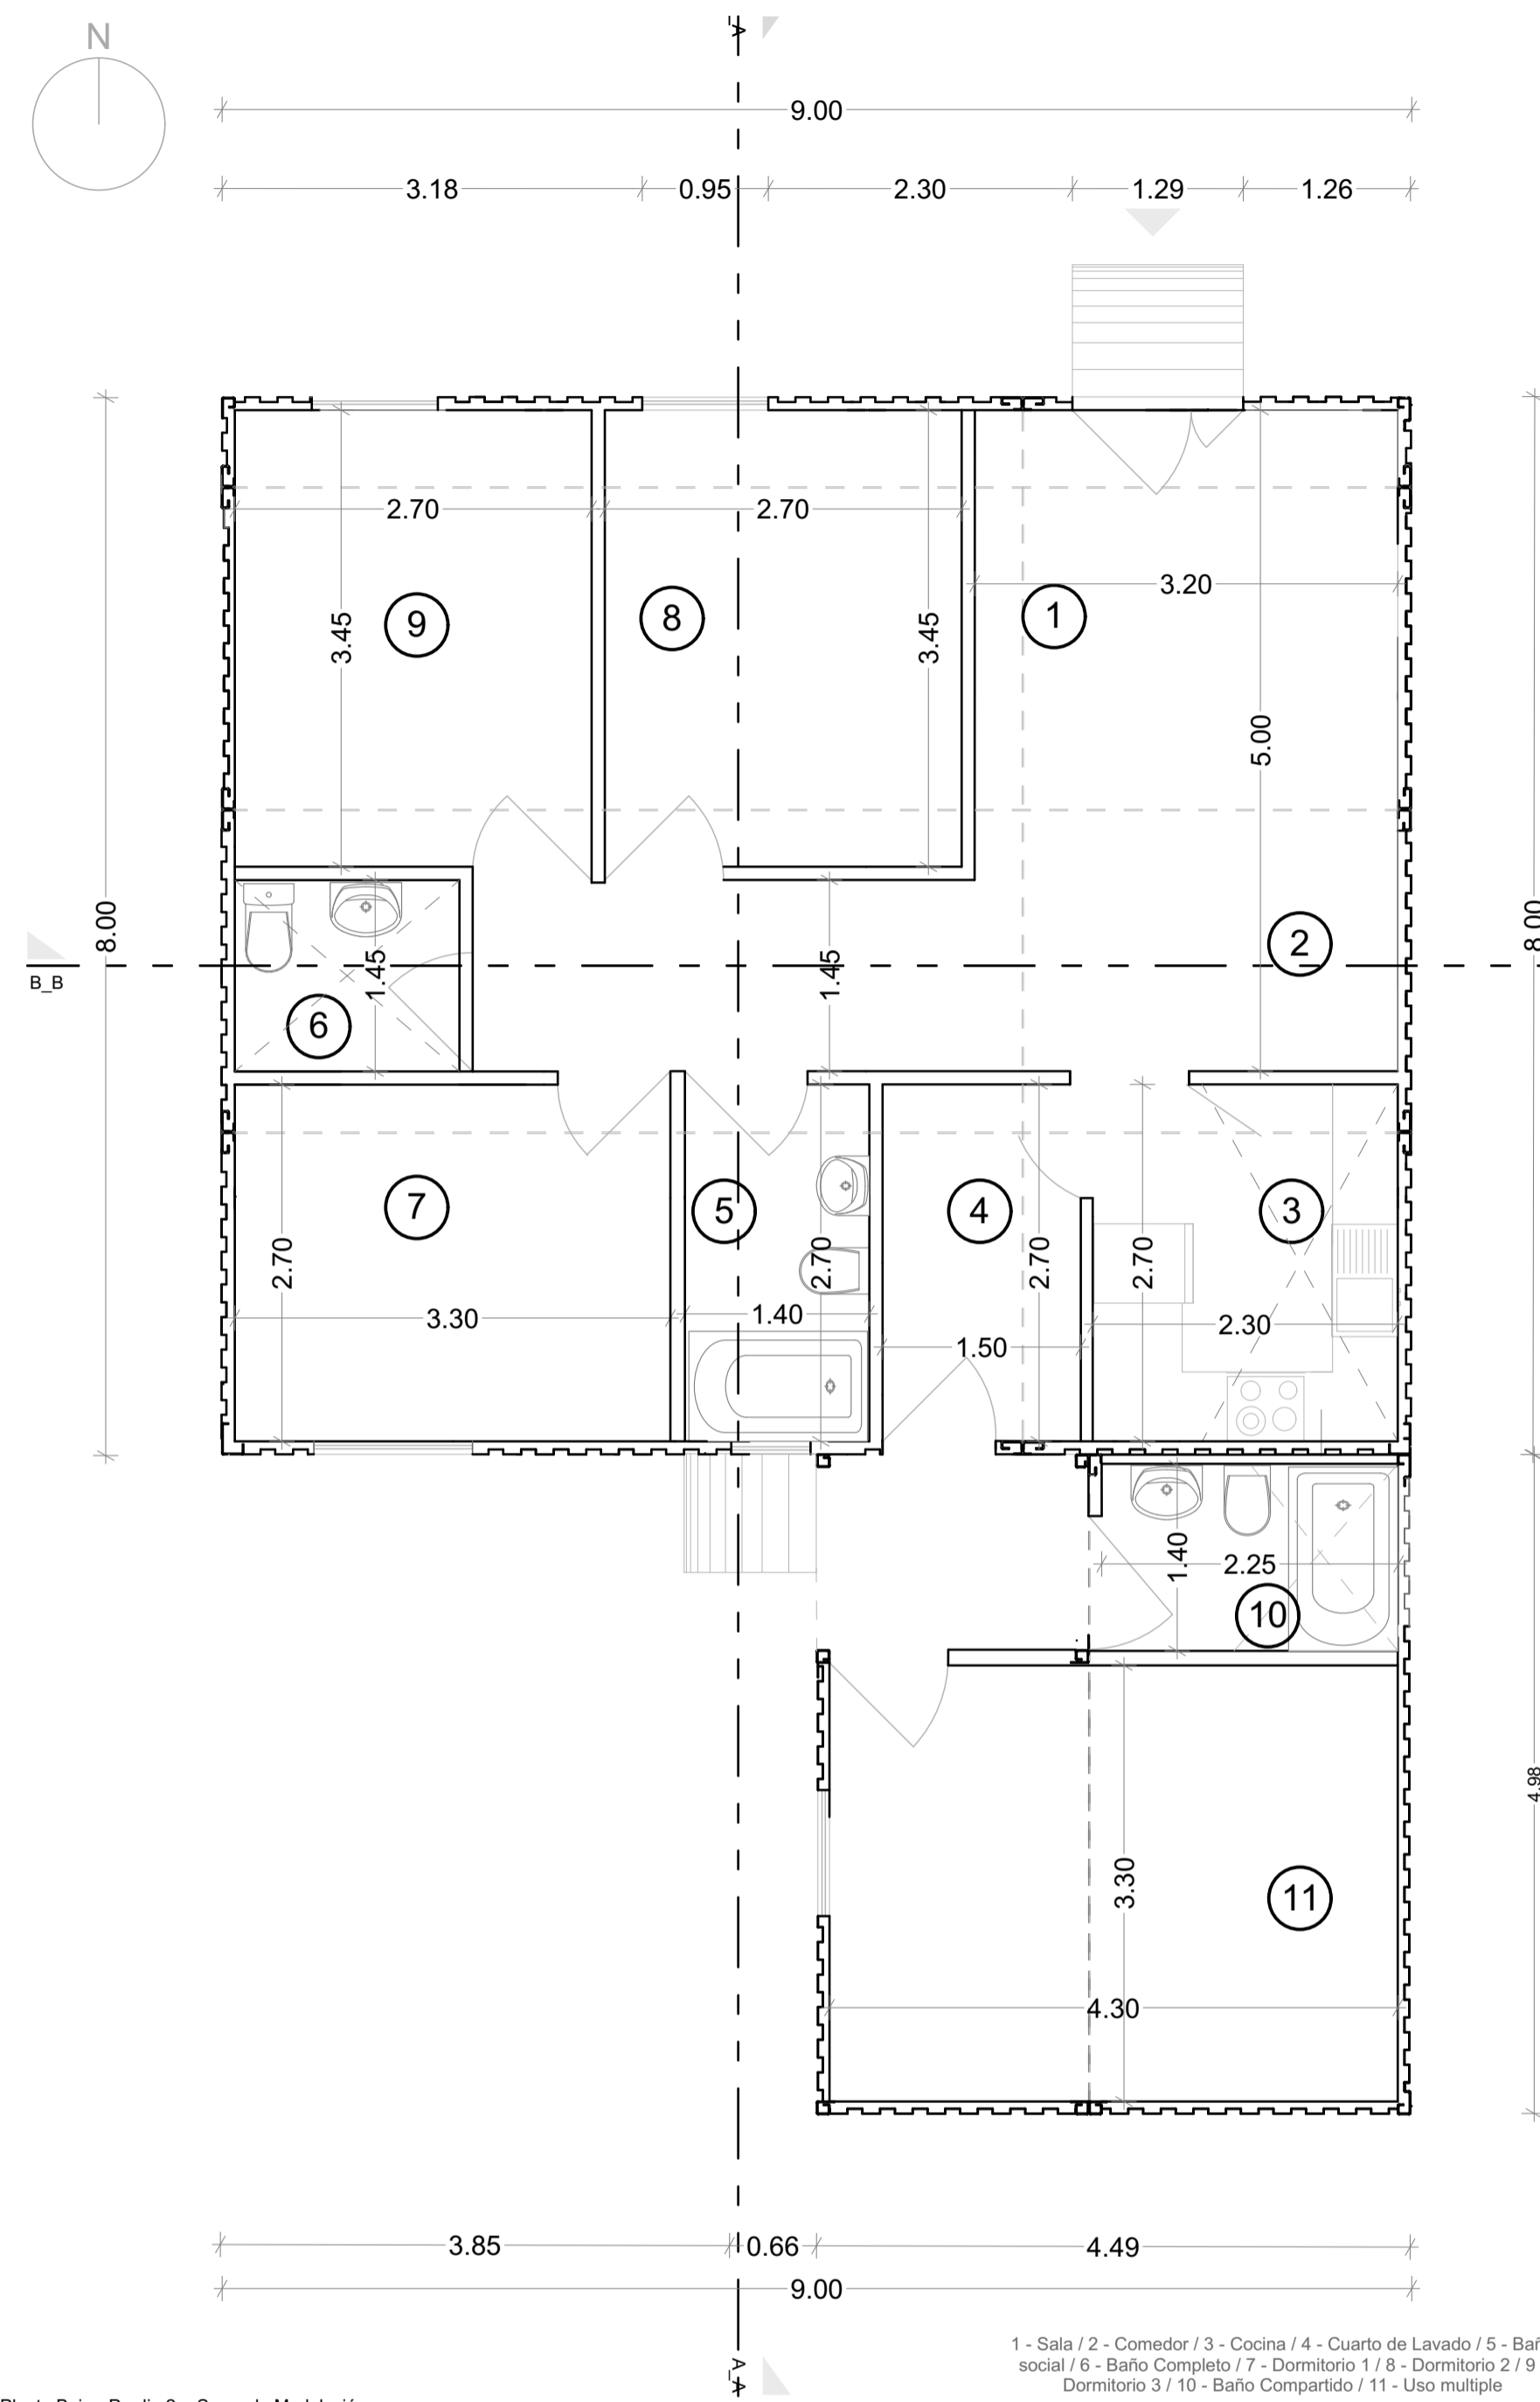 A_
N
9.00
3.18 0.95 2.30 1.29 1.26
2.70 2.70
3.20
9 8 1
3.45 3.45
5.00
8.00 8.00
2
B_B
1.45 1.45
6
7 5 4 3
2.70 2.70 2.70 2.70
3.30 1.40 2.30
1.50
1.40 2.25
10
4.98
3.30 11
4.30
3.85 0.66 4.49
9.00
A_A
1 - Sala / 2 - Comedor / 3 - Cocina / 4 - Cuarto de Lavado / 5 -
social / 6 - Baño Completo / 7 - Dormitorio 1 / 8 - Dormitorio 2 / 9
Dormitorio 3 / 10 - Baño Compartido / 11 - Uso multiple